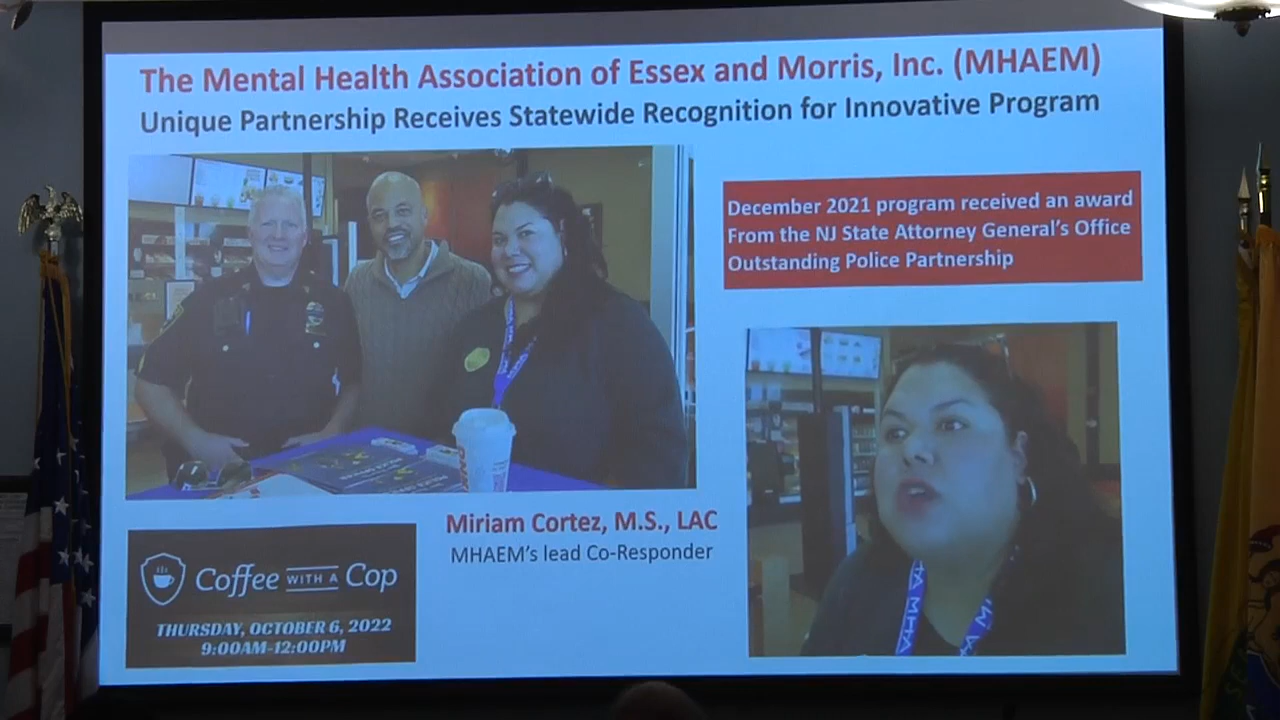 The Mental Health Association of Essex and Morris, Inc. (MHAEM)
Unique Partnership Receives Statewide Recognition for Innovative Program
December 2021 program received an award
From the NJ State Attorney General's Office
Outstanding Police Partnership
Miriam Cortez, M.S., LAC
MHAEM's lead Co-Responder
Coffee WITH A Cop
THURSDAY, OCTOBER 6, 2022
9:00AM-12:00PM
MHA